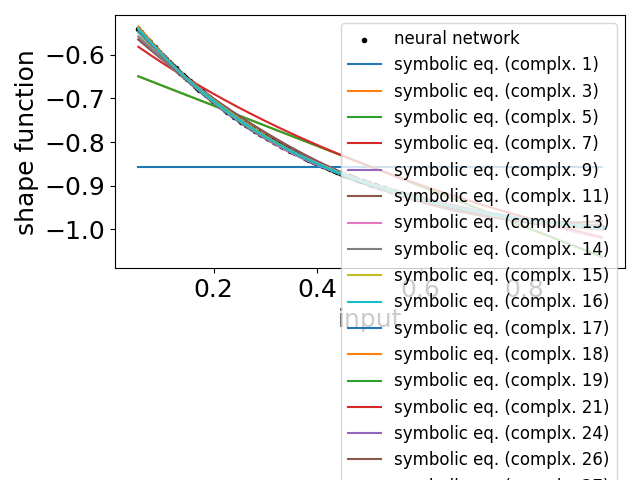 shape function
−0.6
−0.7
−0.8
−0.9
−1.0
0.2
0.4
0.6
0.8
input
neural network
symbolic eq. (complx. 1)
symbolic eq. (complx. 3)
symbolic eq. (complx. 5)
symbolic eq. (complx. 7)
symbolic eq. (complx. 9)
symbolic eq. (complx. 11)
symbolic eq. (complx. 13)
symbolic eq. (complx. 14)
symbolic eq. (complx. 15)
symbolic eq. (complx. 16)
symbolic eq. (complx. 17)
symbolic eq. (complx. 18)
symbolic eq. (complx. 19)
symbolic eq. (complx. 21)
symbolic eq. (complx. 24)
symbolic eq. (complx. 26)